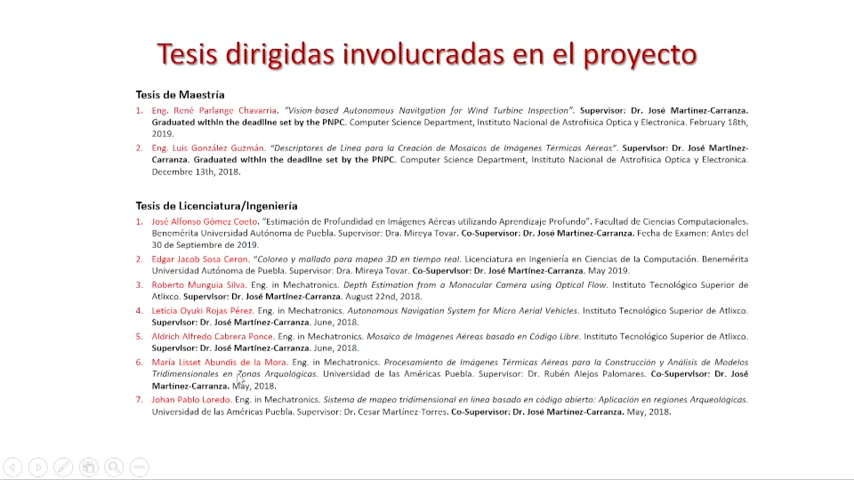 Tesis dirigidas involucradas en el proyecto
Tesis de Maestría
1. Eng. René Parlange Chavarria. “Vision-based Autonomous Navitgation for Wind Turbine Inspection”. Supervisor: Dr. José Martínez-Carranza.
Graduated within the deadline set by the PNPC. Computer Science Department, Instituto Nacional de Astrofisica Optica y Electronica. February 18th,
2019.
2. Eng. Luis González Guzmán. “Descriptores de Línea para la Creación de Mosaicos de Imágenes Térmicas Aéreas”. Supervisor: Dr. José Martinez-
Carranza. Graduated within the deadline set by the PNPC. Computer Science Department, Instituto Nacional de Astrofisica Optica y Electronica.
Decembre 13th, 2018.
Tesis de Licenciatura/Ingeniería
1. José Alfonso Gómez Coeto. “Estimación de Profundidad en Imágenes Aéreas utilizando Aprendizaje Profundo”. Facultad de Ciencias Computacionales.
Benemérita Universidad Autónoma de Puebla. Supervisor: Dra. Mireya Tovar. Co-Supervisor: Dr. José Martínez-Carranza. Fecha de Examen: Antes del
30 de Septiembre de 2019.
2. Edgar Jacob Sosa Ceron. “Coloreo y mallado para mapeo 3D en tiempo real. Licenciatura en Ingeniería en Ciencias de la Computación. Benemérita
Universidad Autónoma de Puebla. Supervisor: Dra. Mireya Tovar. Co-Supervisor: Dr. José Martínez-Carranza. May 2019.
3. Roberto Munguia Silva. Eng. in Mechatronics. Depth Estimation from a Monocular Camera using Optical Flow. Instituto Tecnológico Superior de
Atlixco. Supervisor: Dr. José Martínez-Carranza. August 22nd, 2018.
4. Leticia Oyuki Rojas Pérez. Eng. in Mechatronics. Autonomous Navigation System for Micro Aerial Vehicles. Instituto Tecnológico Superior de Atlixco.
Supervisor: Dr. José Martínez-Carranza. June, 2018.
5. Aldrich Alfredo Cabrera Ponce. Eng. in Mechatronics. Mosaico de Imágenes Aéreas basado en Código Libre. Instituto Tecnológico Superior de Atlixco.
Supervisor: Dr. José Martínez-Carranza. June, 2018.
6. María Lisset Abundis de la Mora. Eng. in Mechatronics. Procesamiento de Imágenes Térmicas Aéreas para la Construcción y Análisis de Modelos
Tridimensionales en Zonas Arquológicas. Universidad de las Américas Puebla. Supervisor: Dr. Rubén Alejos Palomares. Co-Supervisor: Dr. José
Martínez-Carranza. May, 2018.
7. Johan Pablo Loredo. Eng. in Mechatronics. Sistema de mapeo tridimensional en línea basado en código abierto: Aplicación en regiones Arqueológicas.
Universidad de las Américas Puebla. Supervisor: Dr. Cesar Martínez-Torres. Co-Supervisor: Dr. José Martínez-Carranza. May, 2018.